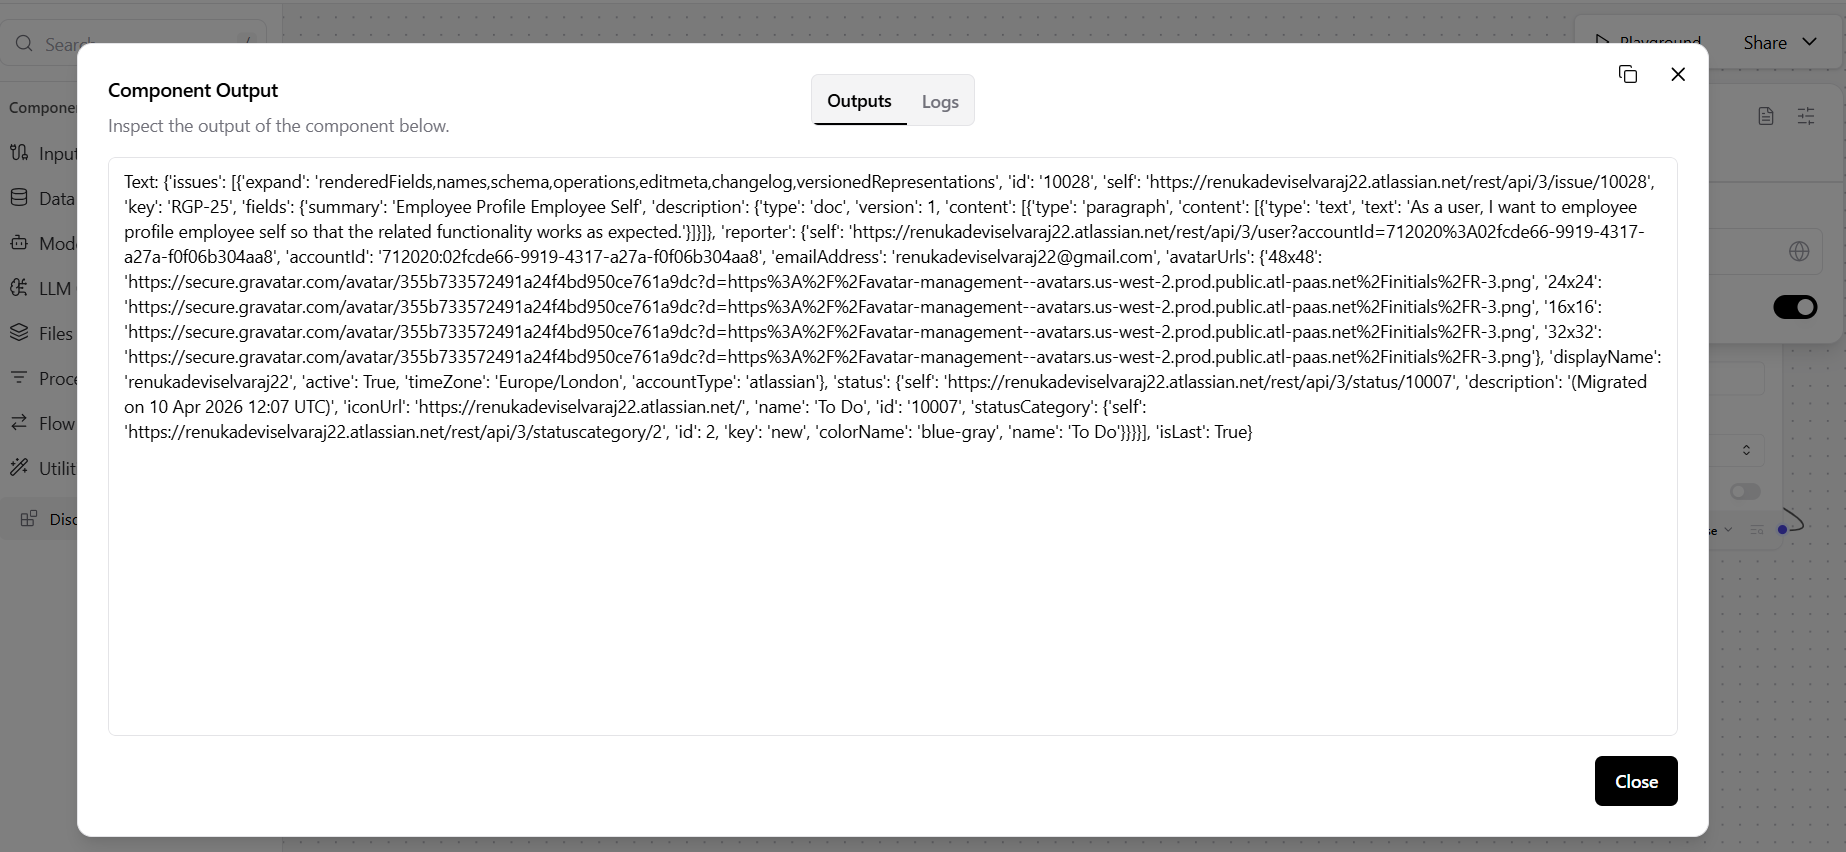 Search
/
Playground
Share
Component Output
Inspect the output of the component below.
Outputs
Logs
Input
Data
LLM
Files
Flow
Text: {'issues': [{'expand': 'renderedFields,names,schema,operations,editmeta,changelog,versionedRepresentations', 'id': '10028', 'self': 'https://renukadeviselvaraj22.atlassian.net/rest/api/3/issue/10028',
'key': 'RGP-25', 'fields': {'summary': 'Employee Profile Employee Self', 'description': {'type': 'doc', 'version': 1, 'content': [{'type': 'paragraph', 'content': [{'type': 'text', 'text': 'As a user, I want to employee
profile employee self so that the related functionality works as expected.'}]}]}, 'reporter': {'self': 'https://renukadeviselvaraj22.atlassian.net/rest/api/3/user?accountId=712020%3A02fcde66-9919-4317-
a27a-f0f06b304aa8', 'accountId': '712020:02fcde66-9919-4317-a27a-f0f06b304aa8', 'emailAddress': 'renukadeviselvaraj22@gmail.com', 'avatarUrls': {'48x48':
'https://secure.gravatar.com/avatar/355b733572491a24f4bd950ce761a9dc?d=https%3A%2F%2Favatar-management--avatars.us-west-2.prod.public.atl-paas.net%2Finitials%2FR-3.png', '24x24':
'https://secure.gravatar.com/avatar/355b733572491a24f4bd950ce761a9dc?d=https%3A%2F%2Favatar-management--avatars.us-west-2.prod.public.atl-paas.net%2Finitials%2FR-3.png', '16x16':
'https://secure.gravatar.com/avatar/355b733572491a24f4bd950ce761a9dc?d=https%3A%2F%2Favatar-management--avatars.us-west-2.prod.public.atl-paas.net%2Finitials%2FR-3.png', '32x32':
'https://secure.gravatar.com/avatar/355b733572491a24f4bd950ce761a9dc?d=https%3A%2F%2Favatar-management--avatars.us-west-2.prod.public.atl-paas.net%2Finitials%2FR-3.png'}, 'displayName':
'renukadeviselvaraj22', 'active': True, 'timeZone': 'Europe/London', 'accountType': 'atlassian'}, 'status': {'self': 'https://renukadeviselvaraj22.atlassian.net/rest/api/3/status/10007', 'description': '(Migrated
on 10 Apr 2026 12:07 UTC)', 'iconUrl': 'https://renukadeviselvaraj22.atlassian.net/', 'name': 'To Do', 'id': '10007', 'statusCategory': {'self':
'https://renukadeviselvaraj22.atlassian.net/rest/api/3/statuscategory/2', 'id': 2, 'key': 'new', 'colorName': 'blue-gray', 'name': 'To Do'}}}}], 'isLast': True}
Close